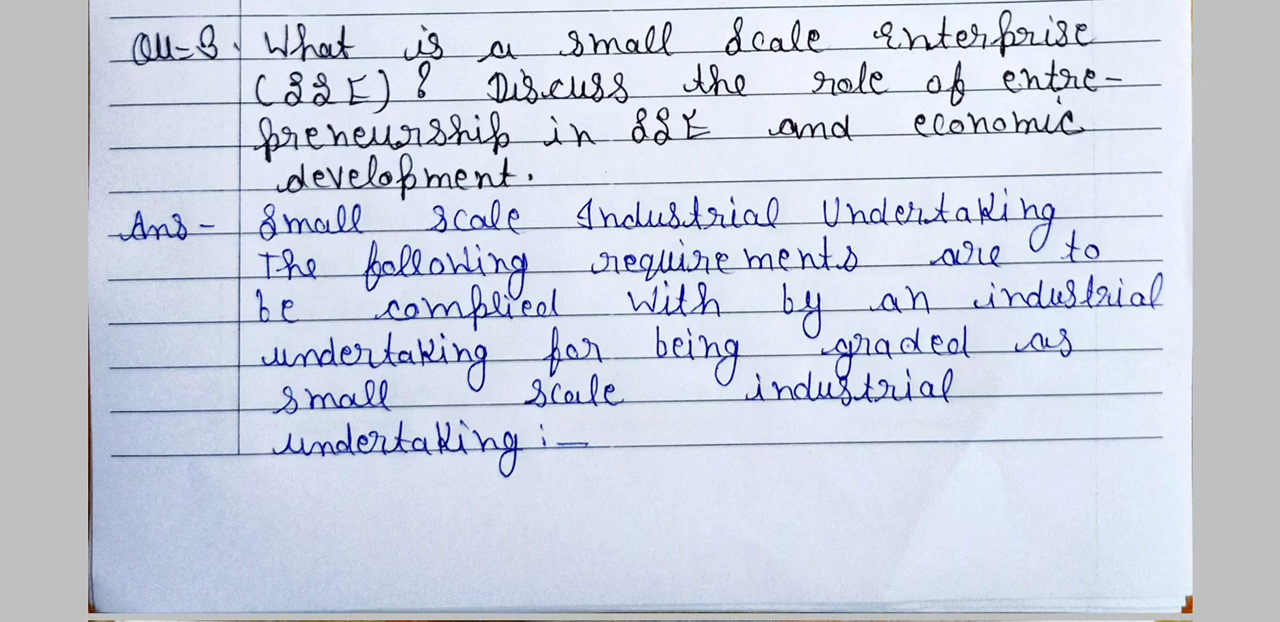 Qu-3. What is a small scale enterprise
(SSE)? Discuss the role of entre-
preneurship in SSE and economic
development.
Ans- Small scale Industrial Undertaking
The following requirements are to
be complied with by an industrial
undertaking for being graded as
small scale industrial
undertaking :-